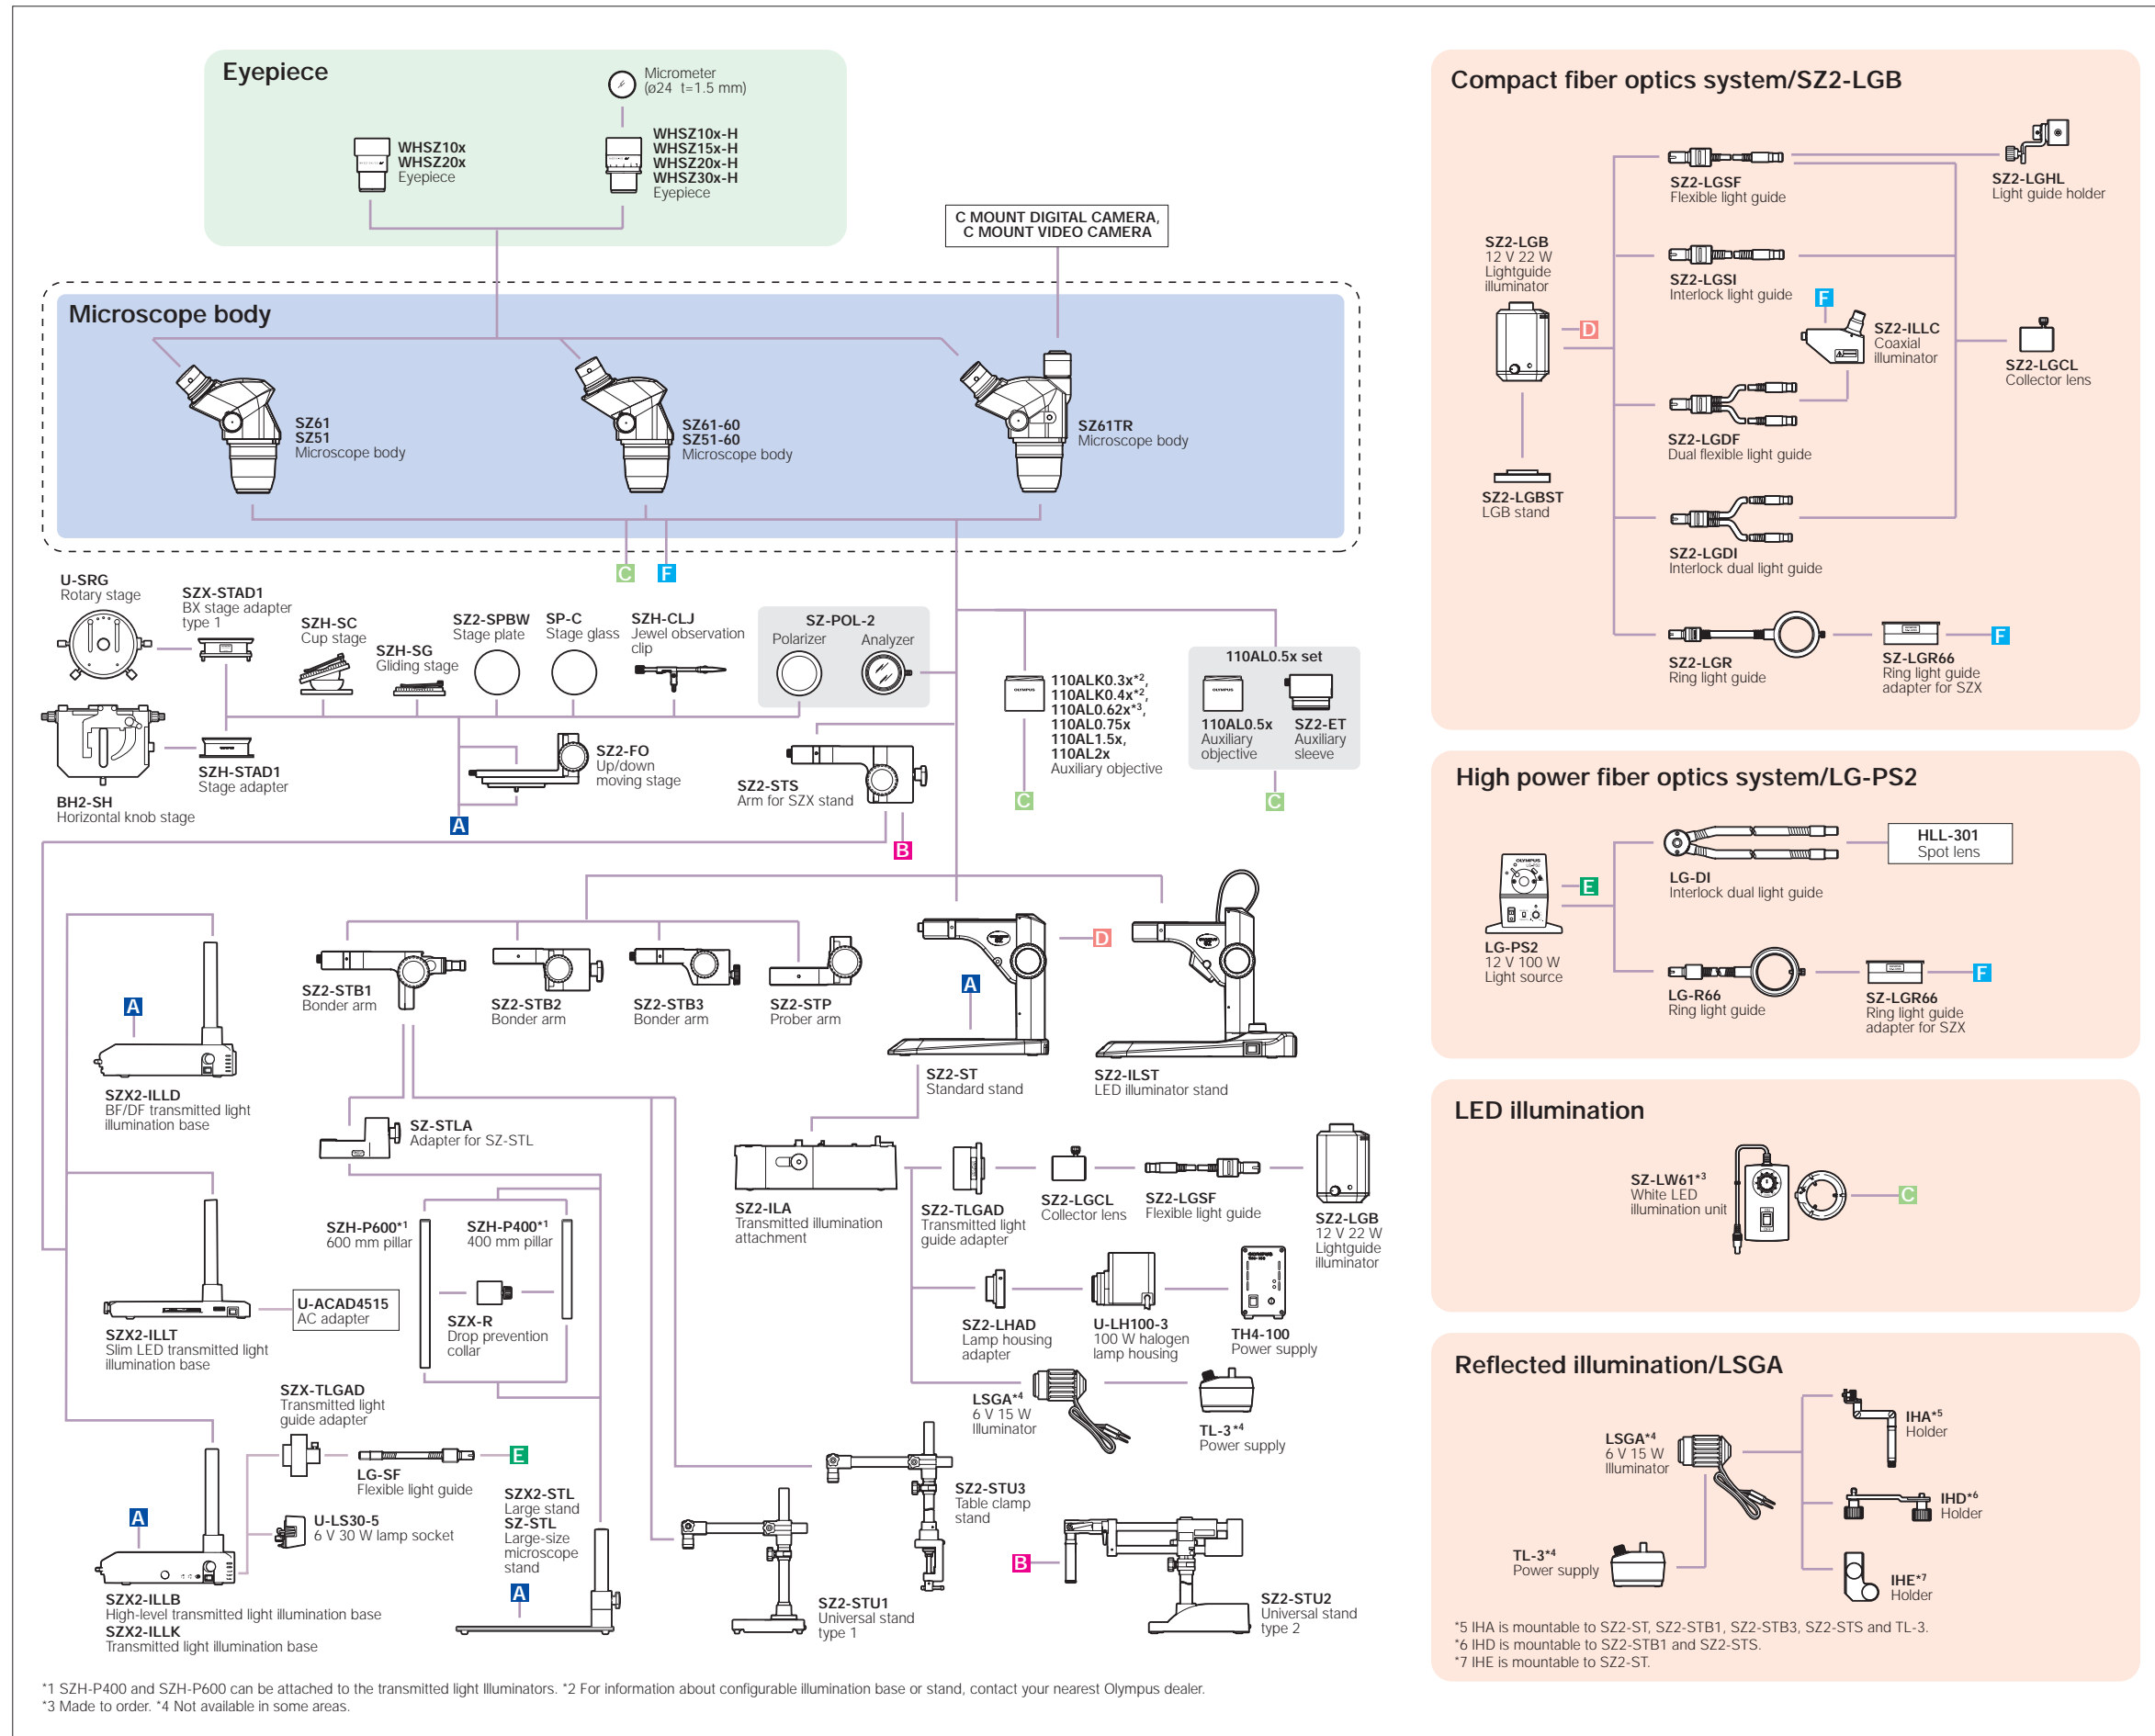 Eyepiece
Micrometer
(ø24 t=1.5 mm)
WHSZ10x
WHSZ20x
Eyepiece
WHSZ10x-H
WHSZ15x-H
WHSZ20x-H
WHSZ30x-H
Eyepiece
C MOUNT DIGITAL CAMERA,
C MOUNT VIDEO CAMERA
Microscope body
SZ61
SZ51
Microscope body
SZ61-60
SZ51-60
Microscope body
SZ61TR
Microscope body
C
F
U-SRG
Rotary stage
SZX-STAD1
BX stage adapter
type 1
SZH-SC
Cup stage
SZH-SG
Gliding stage
SZ2-SPBW
Stage plate
SP-C
Stage glass
SZH-CLJ
Jewel observation
clip
SZ-POL-2
Polarizer
Analyzer
BH2-SH
Horizontal knob stage
SZH-STAD1
Stage adapter
SZ2-FO
Up/down
moving stage
A
SZ2-STS
Arm for SZX stand
B
OLYMPUS
110ALK0.3x*2,
110ALK0.4x*2,
110AL0.62x*3,
110AL0.75x
110AL1.5x,
110AL2x
Auxiliary objective
C
110AL0.5x set
OLYMPUS
110AL0.5x
Auxiliary
objective
SZ2-ET
Auxiliary
sleeve
C
A
SZX2-ILLD
BF/DF transmitted light
illumination base
SZ2-STB1
Bonder arm
SZ2-STB2
Bonder arm
SZ2-STB3
Bonder arm
SZ2-STP
Prober arm
D
A
SZ2-ST
Standard stand
SZ2-ILST
LED illuminator stand
SZ-STLA
Adapter for SZ-STL
SZH-P600*1
600 mm pillar
SZH-P400*1
400 mm pillar
SZX-R
Drop prevention
collar
SZX2-ILLT
Slim LED transmitted light
illumination base
U-ACAD4515
AC adapter
SZ2-ILA
Transmitted illumination
attachment
SZ2-TLGAD
Transmitted light
guide adapter
SZ2-LGCL
Collector lens
SZ2-LGSF
Flexible light guide
SZ2-LGB
12 V 22 W
Lightguide
illuminator
SZ2-LHAD
Lamp housing
adapter
U-LH100-3
100 W halogen
lamp housing
OLYMPUS
TH4-100
Power supply
LSGA*4
6 V 15 W
Illuminator
TL-3*4
Power supply
SZX-TLGAD
Transmitted light
guide adapter
LG-SF
Flexible light guide
E
U-LS30-5
6 V 30 W lamp socket
A
SZX2-ILLB
High-level transmitted light illumination base
SZX2-ILLK
Transmitted light illumination base
SZX2-STL
Large stand
SZ-STL
Large-size
microscope
stand
A
SZ2-STU1
Universal stand
type 1
SZ2-STU3
Table clamp
stand
B
SZ2-STU2
Universal stand
type 2
*1 SZH-P400 and SZH-P600 can be attached to the transmitted light Illuminators. *2 For information about configurable illumination base or stand, contact your nearest Olympus dealer.
*3 Made to order. *4 Not available in some areas.
Compact fiber optics system/SZ2-LGB
SZ2-LGSF
Flexible light guide
SZ2-LGHL
Light guide holder
SZ2-LGB
12 V 22 W
Lightguide
illuminator
D
SZ2-LGSI
Interlock light guide
F
SZ2-ILLC
Coaxial
illuminator
SZ2-LGCL
Collector lens
SZ2-LGDF
Dual flexible light guide
SZ2-LGBST
LGB stand
SZ2-LGDI
Interlock dual light guide
SZ2-LGR
Ring light guide
SZ-LGR66
Ring light guide
adapter for SZX
F
High power fiber optics system/LG-PS2
LG-DI
Interlock dual light guide
HLL-301
Spot lens
OLYMPUS
E
LG-PS2
12 V 100 W
Light source
LG-R66
Ring light guide
SZ-LGR66
Ring light guide
adapter for SZX
F
LED illumination
SZ-LW61*3
White LED
illumination unit
C
Reflected illumination/LSGA
LSGA*4
6 V 15 W
Illuminator
IHA*5
Holder
IHD*6
Holder
TL-3*4
Power supply
IHE*7
Holder
*5 IHA is mountable to SZ2-ST, SZ2-STB1, SZ2-STB3, SZ2-STS and TL-3.
*6 IHD is mountable to SZ2-STB1 and SZ2-STS.
*7 IHE is mountable to SZ2-ST.